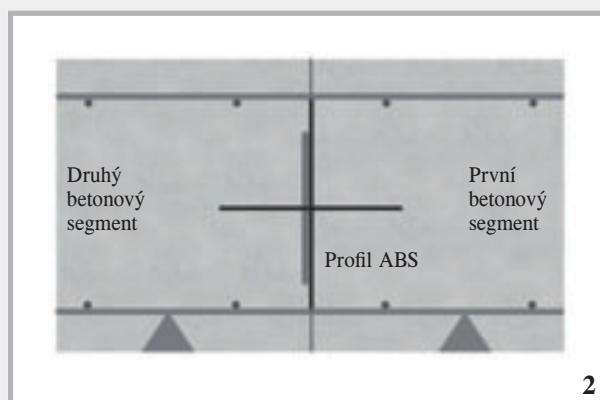 Druhý
betonový
segment
První
betonový
segment
Profil ABS
2